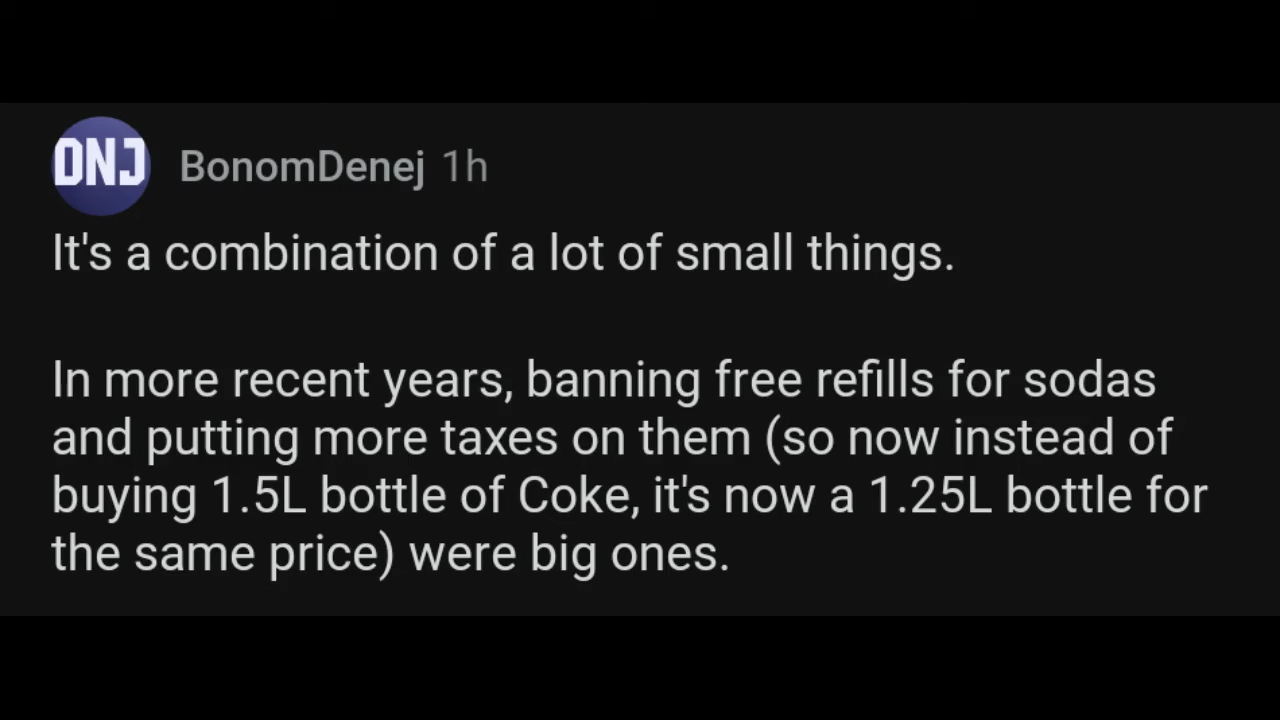 DNJ
BonomDenej 1h
It's a combination of a lot of small things.
In more recent years, banning free refills for sodas
and putting more taxes on them (so now instead of
buying 1.5L bottle of Coke, it's now a 1.25L bottle for
the same price) were big ones.